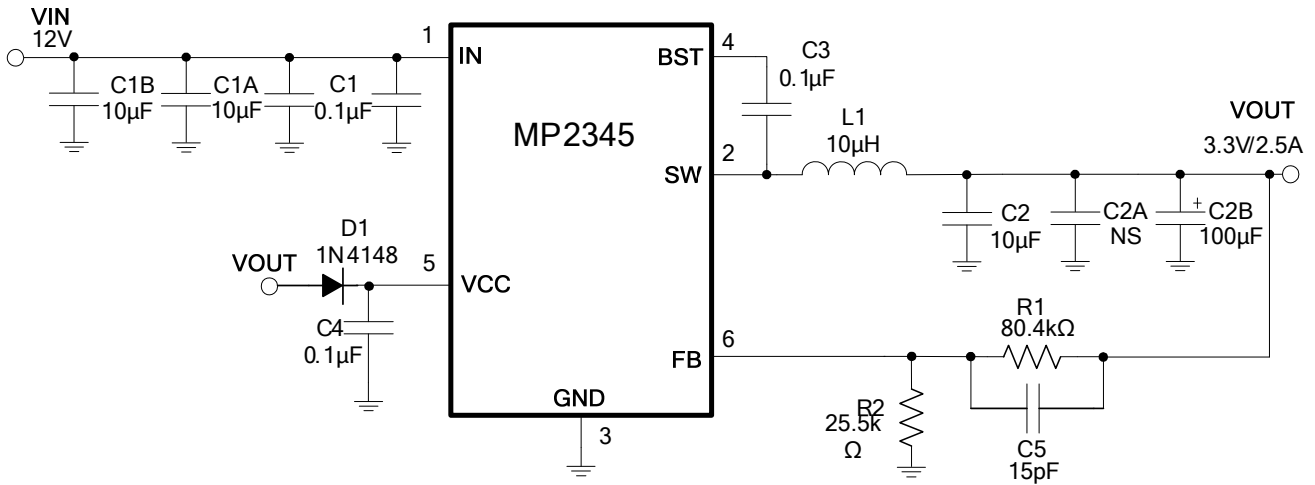 VIN
12V
1
IN
C1B
10µF
C1A
10µF
C1
0.1µF
MP2345
BST
4
C3
0.1µF
L1
10µH
SW
2
VOUT
3.3V/2.5A
C2
10µF
C2A
NS
+
C2B
100µF
D1
1N4148
VOUT
5
VCC
C4
0.1µF
FB
6
R1
80.4kΩ
R2
25.5k
Ω
C5
15pF
GND
3